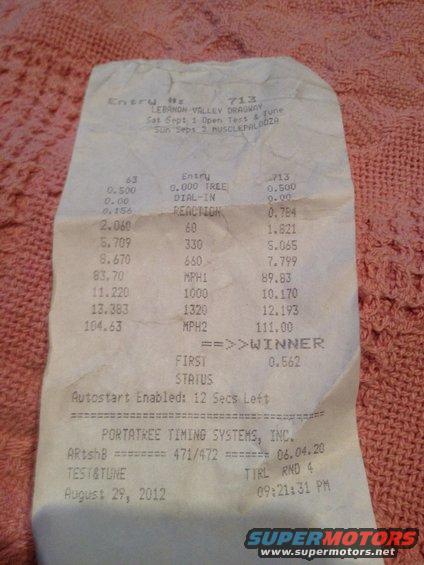 Entry #: 713
LEBANON VALLEY DRAGWAY
Sat Sept 1 Open Test & Tune
SUN Sept 2 MUSCLEPALOOZA
63 Entry 713
0.500 0.000 TREE 0.500
0.00 DIAL-IN 0.00
0.156 REACTION 0.784
2.060 60 1.821
5.709 330 5.065
8.670 660 7.799
83.70 MPH1 89.83
11.220 1000 10.170
13.383 1320 12.193
104.63 MPH2 111.00
==>>WINNER
FIRST 0.562
STATUS
Autostart Enabled: 12 Secs Left
======================================
PORTATREE TIMING SYSTEMS, INC.
ARtshB ======== 471/472 ======= 06.04.20
TEST&TUNE TTRL RND 4
August 29, 2012 09:21:31 PM
SUPERMOTORS
www.supermotors.net